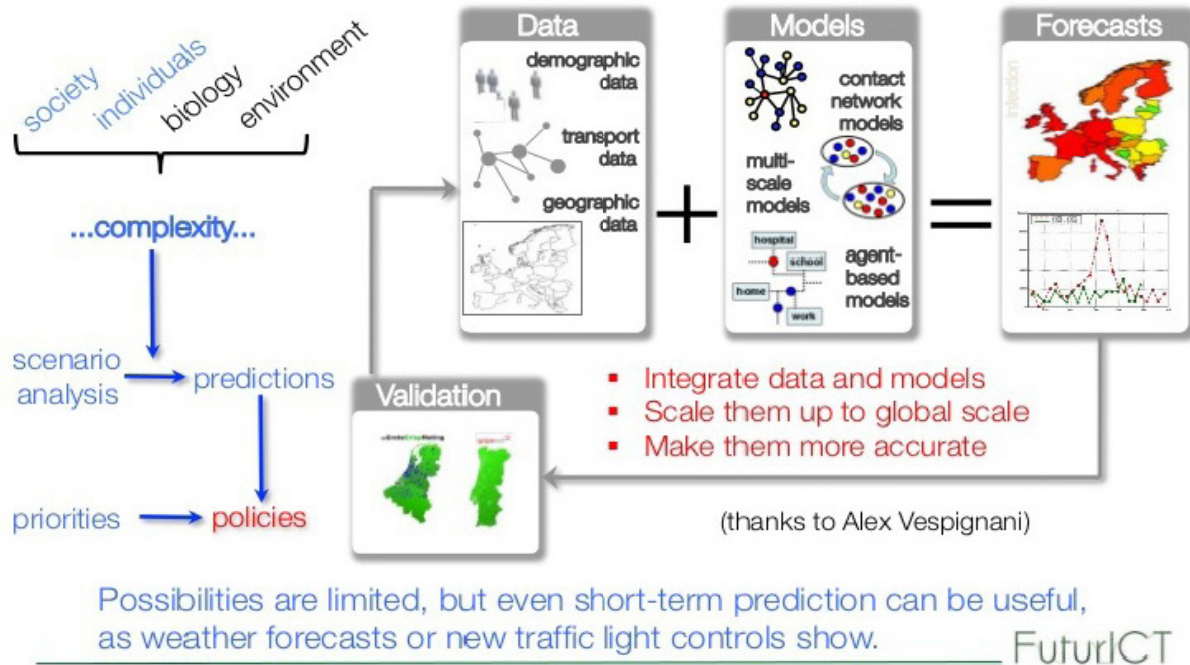 society
individuals
biology
environment
...complexity...
scenario
analysis
predictions
priorities
policies
Data
demographic
data
transport
data
geographic
data
Models
contact
network
models
multi-
scale
models
hospital
school
home
work
agent-
based
models
Forecasts
infection
Validation
▪ Integrate data and models
▪ Scale them up to global scale
▪ Make them more accurate
(thanks to Alex Vespignani)
Possibilities are limited, but even short-term prediction can be useful,
as weather forecasts or new traffic light controls show.
FuturICT